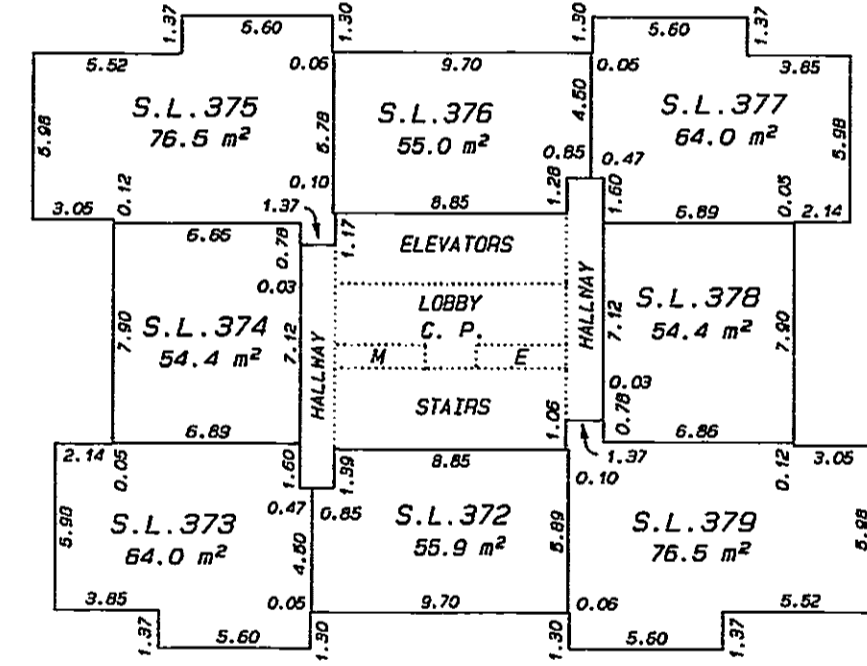 1.37
5.60
1.30
1.30
5.60
1.37
5.52
0.06
9.70
0.05
3.85
S.L.375
76.5 m²
5.98
5.78
S.L.376
55.0 m²
4.50
S.L.377
64.0 m²
5.98
0.85
0.47
0.12
0.10
1.28
1.60
0.05
3.05
1.37
8.85
6.89
2.14
6.65
0.78
1.17
ELEVATORS
0.03
LOBBY
C. P.
HALLWAY
S.L.378
54.4 m²
7.90
S.L.374
54.4 m²
7.90
7.12
HALLWAY
7.12
M
E
STAIRS
0.03
0.78
1.06
6.89
6.86
2.14
0.05
1.60
1.39
8.85
1.37
0.10
0.12
3.05
0.47
0.85
S.L.373
64.0 m²
5.98
4.50
S.L.372
55.9 m²
5.89
S.L.379
76.5 m²
5.98
3.85
0.05
9.70
0.06
5.52
1.37
5.60
1.30
1.30
5.60
1.37